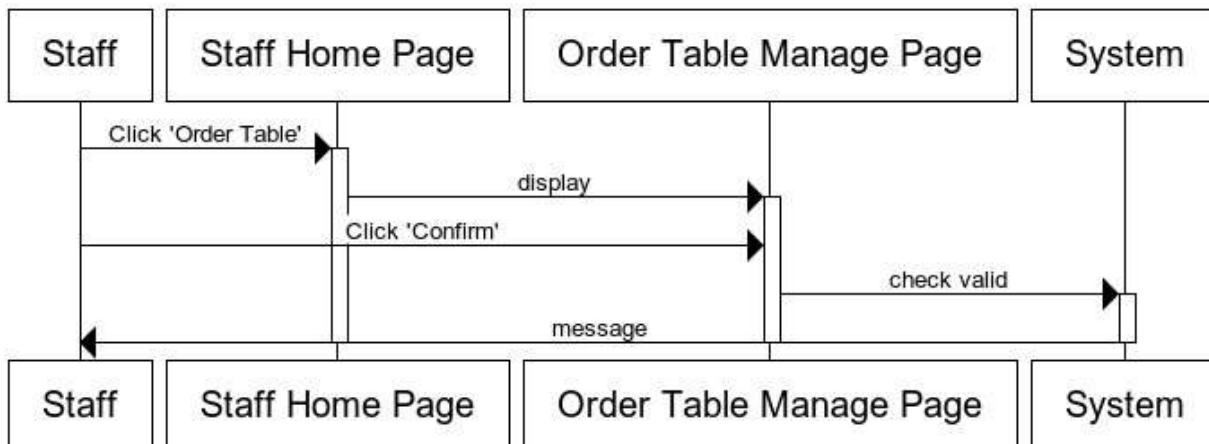 Staff
Staff Home Page
Order Table Manage Page
System
Click 'Order Table'
display
Click 'Confirm'
check valid
message
Staff
Staff Home Page
Order Table Manage Page
System